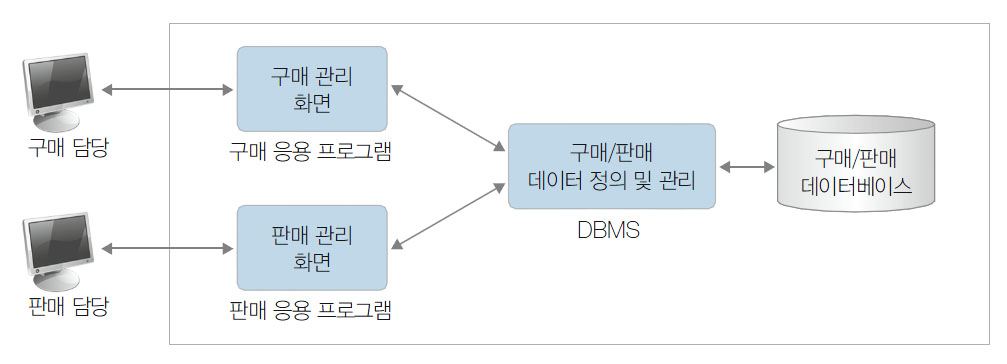 구매 담당
구매 관리
화면
구매 응용 프로그램
판매 담당
판매 관리
화면
판매 응용 프로그램
구매/판매
데이터 정의 및 관리
DBMS
구매/판매
데이터베이스